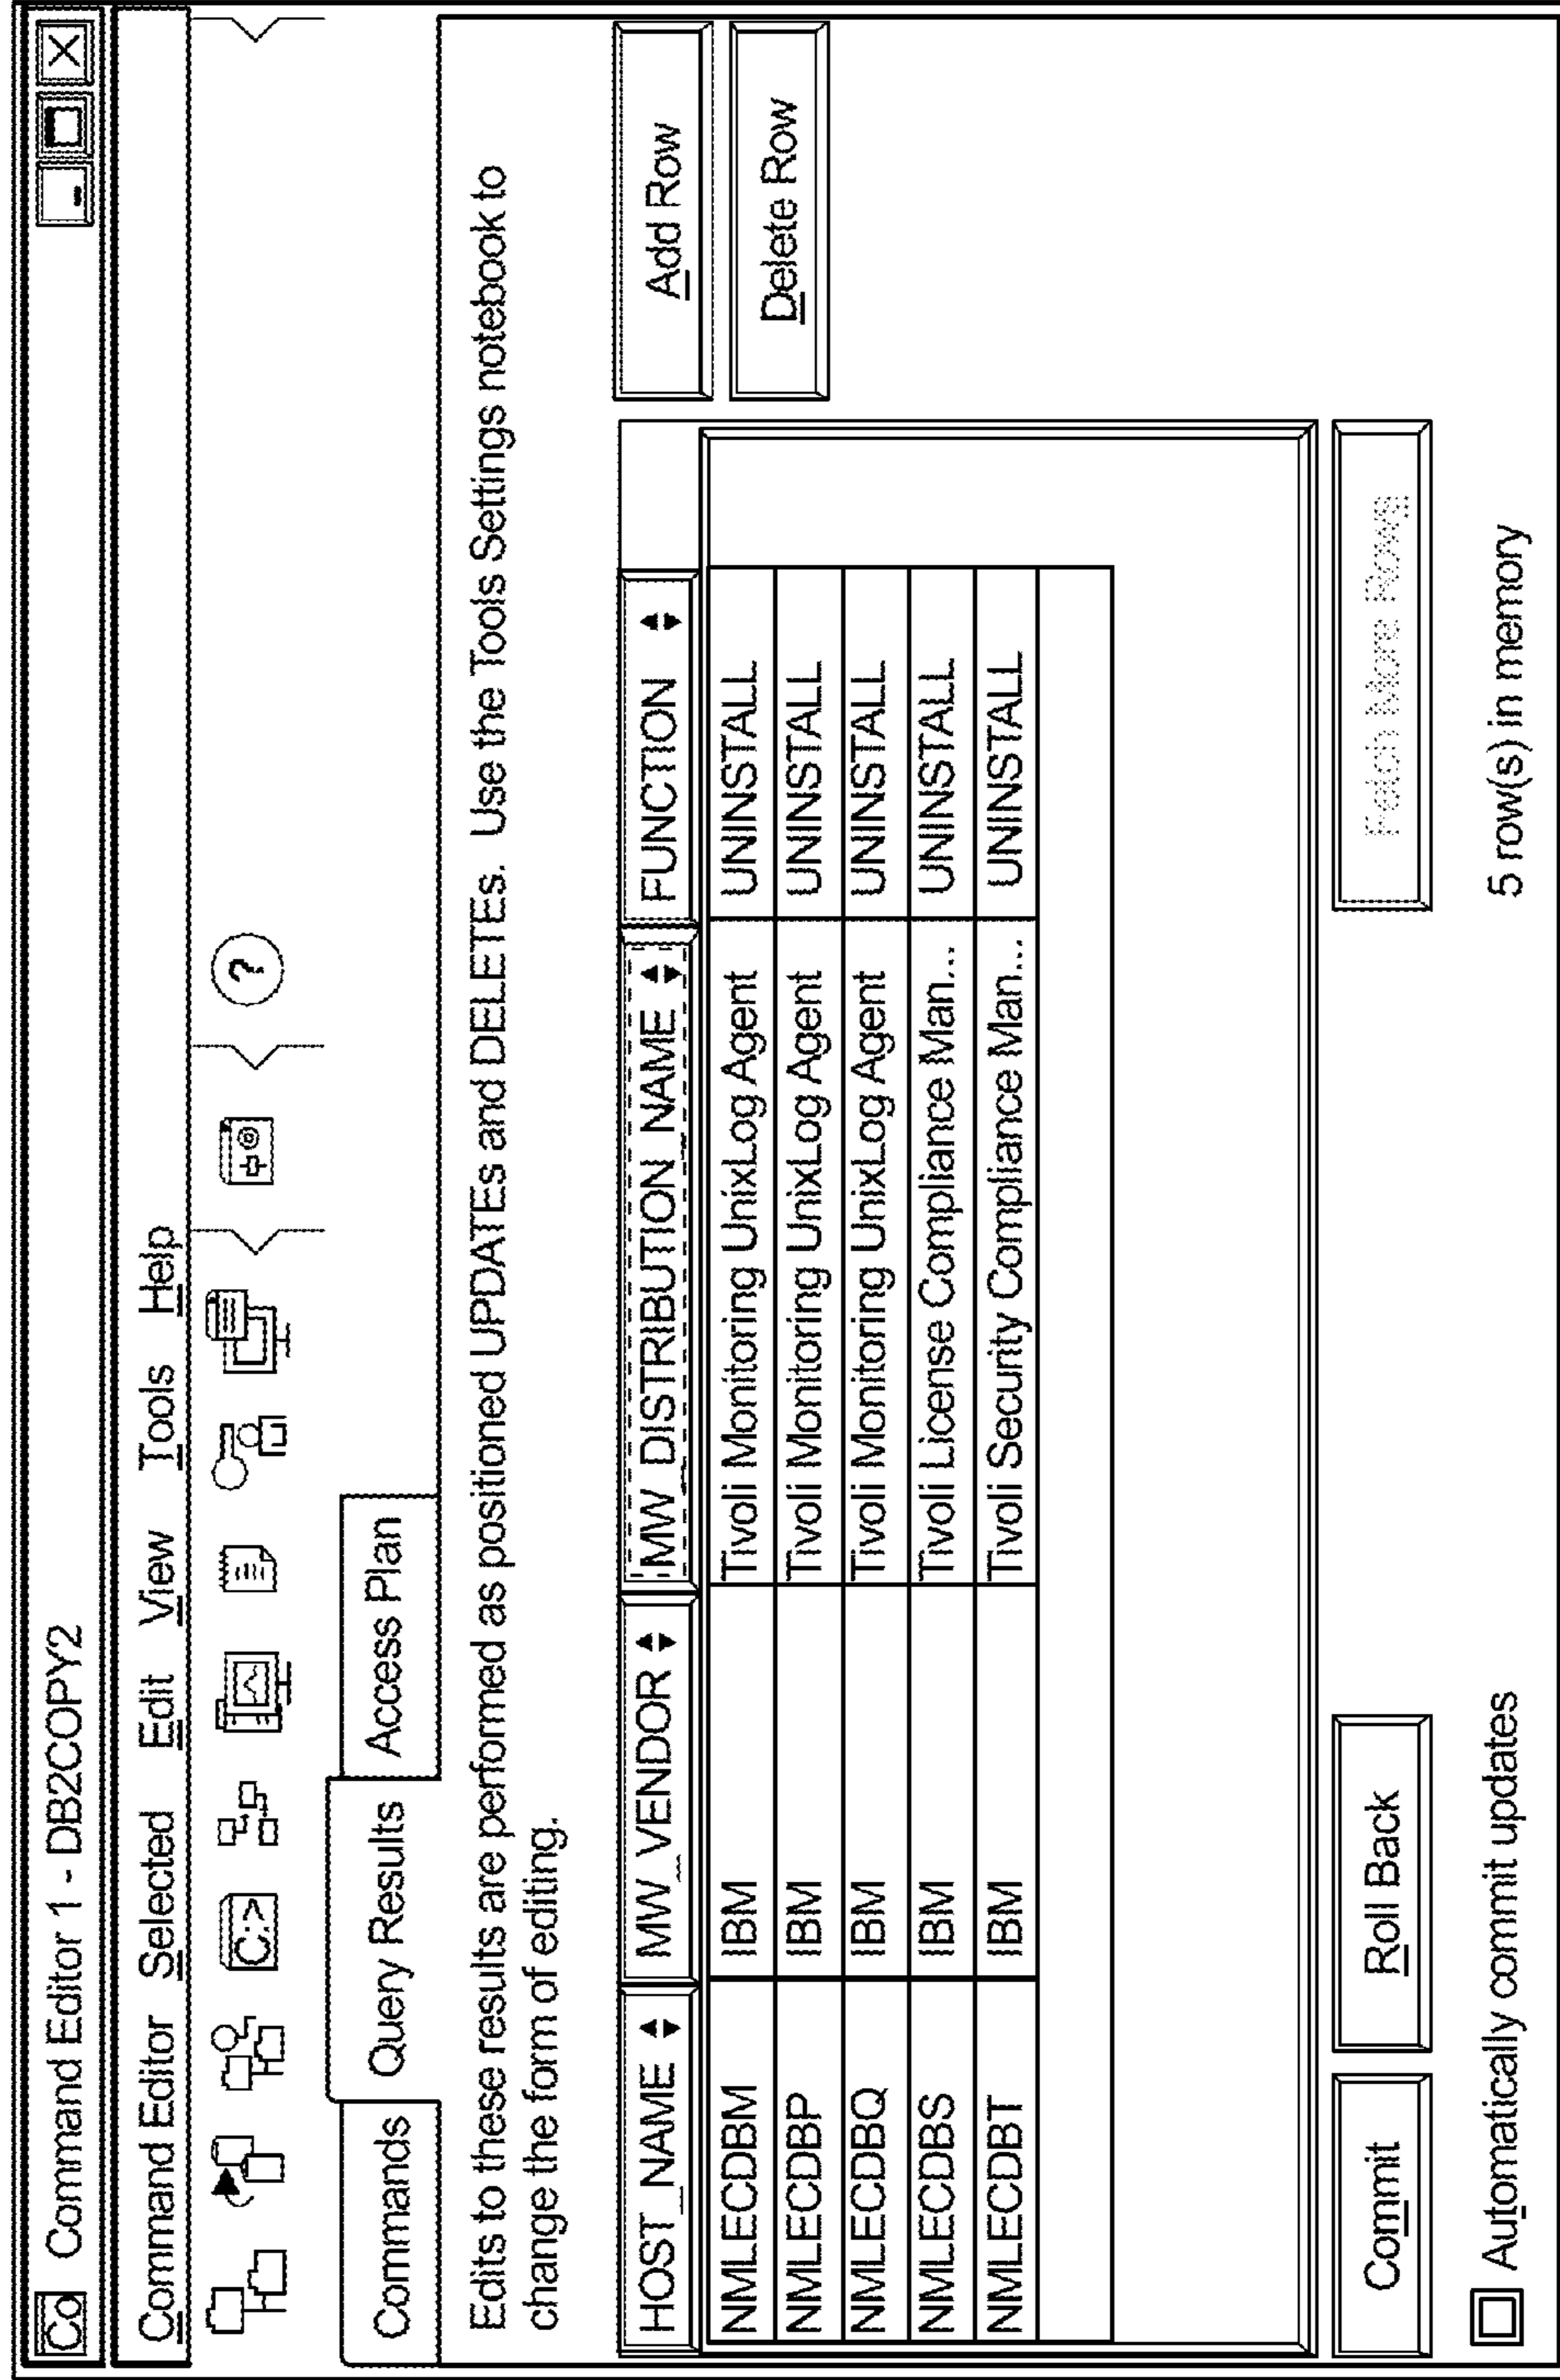 Co Command Editor 1 - DB2COPY2
Command Editor Selected Edit View Tools Help
C:> ?
Commands Query Results Access Plan
Edits to these results are performed as positioned UPDATEs and DELETEs. Use the Tools Settings notebook to
change the form of editing.
HOST_NAME MW_VENDOR MW_DISTRIBUTION NAME FUNCTION
NMLECDBM IBM Tivoli Monitoring UnixLog Agent UNINSTALL
NMLECDBP IBM Tivoli Monitoring UnixLog Agent UNINSTALL
NMLECDBQ IBM Tivoli Monitoring UnixLog Agent UNINSTALL
NMLECDBS IBM Tivoli License Compliance Man... UNINSTALL
NMLECDBT IBM Tivoli Security Compliance Man... UNINSTALL
Add Row
Delete Row
Commit Roll Back Fetch More Rows
Automatically commit updates 5 row(s) in memory